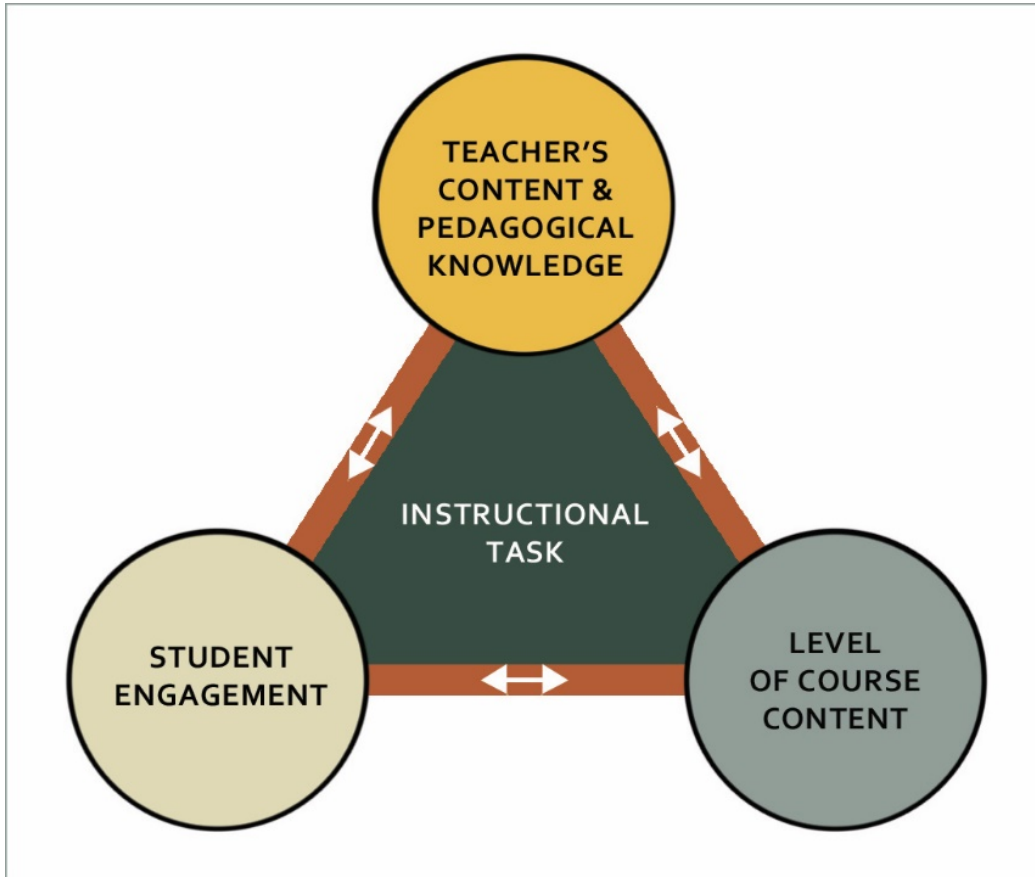 TEACHER'S
CONTENT &
PEDAGOGICAL
KNOWLEDGE
INSTRUCTIONAL
TASK
STUDENT
ENGAGEMENT
LEVEL
OF COURSE
CONTENT